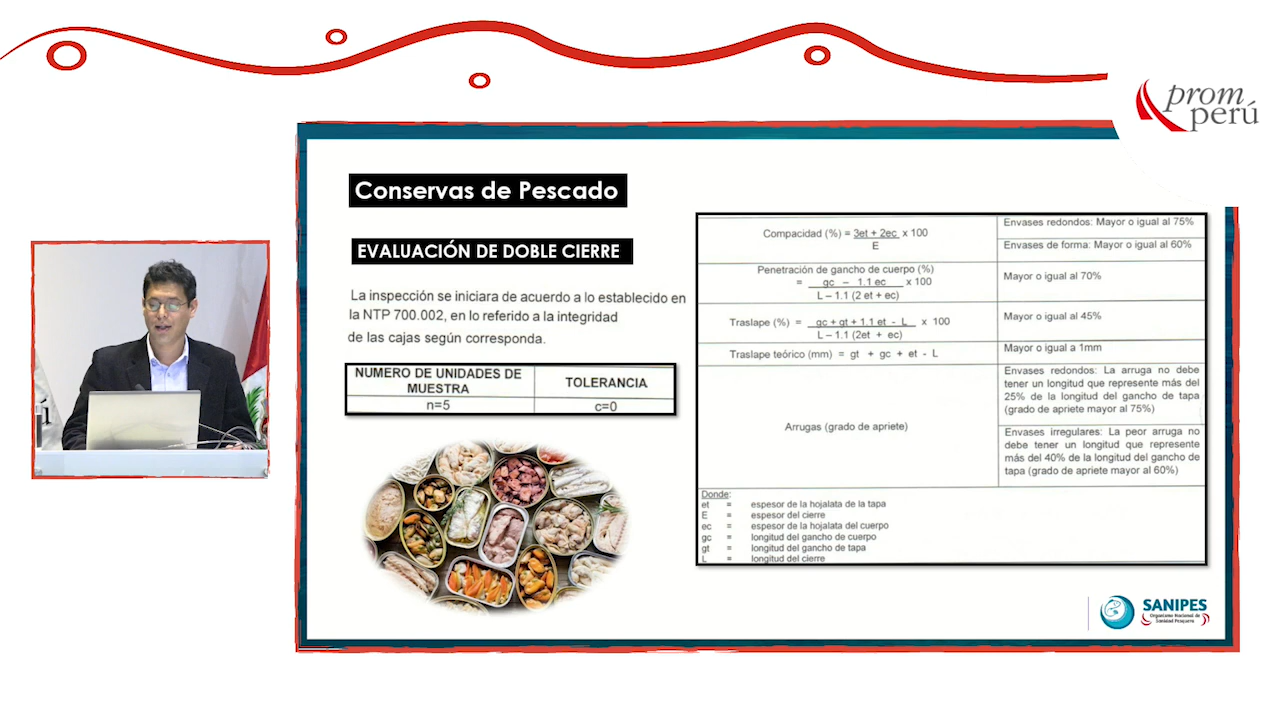 prom
perú
Conservas de Pescado
EVALUACIÓN DE DOBLE CIERRE
La inspección se iniciara de acuerdo a lo establecido en
la NTP 700.002, en lo referido a la integridad
de las cajas según corresponda.
NUMERO DE UNIDADES DE
MUESTRA
TOLERANCIA
n=5
c=0
Compacidad (%) = 3et + 2ec x 100
E
Envases redondos: Mayor o igual al 75%
Envases de forma: Mayor o igual al 60%
Penetración de gancho de cuerpo (%)
= gc – 1.1 ec x 100
L – 1.1 (2 et + ec)
Mayor o igual al 70%
Traslape (%) = gc + gt + 1.1 et - L x 100
L – 1.1 (2et + ec)
Mayor o igual al 45%
Traslape teórico (mm) = gt + gc + et - L
Mayor o igual a 1mm
Arrugas (grado de apriete)
Envases redondos: La arruga no debe
tener un longitud que represente más del
25% de la longitud del gancho de tapa
(grado de apriete mayor al 75%)
Envases irregulares: La peor arruga no
debe tener un longitud que represente
más del 40% de la longitud del gancho de
tapa (grado de apriete mayor al 60%)
Donde:
et = espesor de la hojalata de la tapa
E = espesor del cierre
ec = espesor de la hojalata del cuerpo
gc = longitud del gancho de cuerpo
gt = longitud del gancho de tapa
L = longitud del cierre
SANIPES
Organismo Nacional de
Sanidad Pesquera